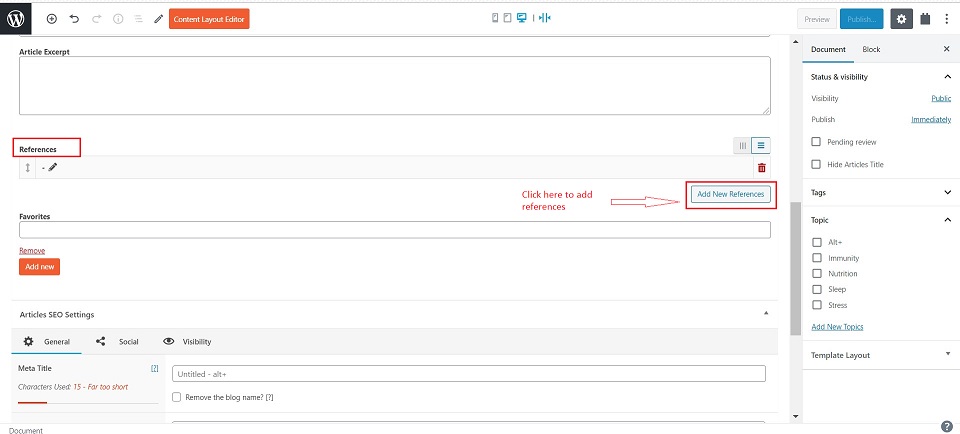 Content Layout Editor
Preview
Publish...
Article Excerpt
References
-
Add New References
Click here to add
references
Favorites
Remove
Add new
Articles SEO Settings
General
Social
Visibility
Meta Title
[?]
Characters Used: 15 - Far too short
Untitled - alt+
Remove the blog name? [?]
Document
Block
Status & visibility
Visibility
Public
Publish
Immediately
Pending review
Hide Articles Title
Tags
Topic
Alt+
Immunity
Nutrition
Sleep
Stress
Add New Topics
Template Layout
Document